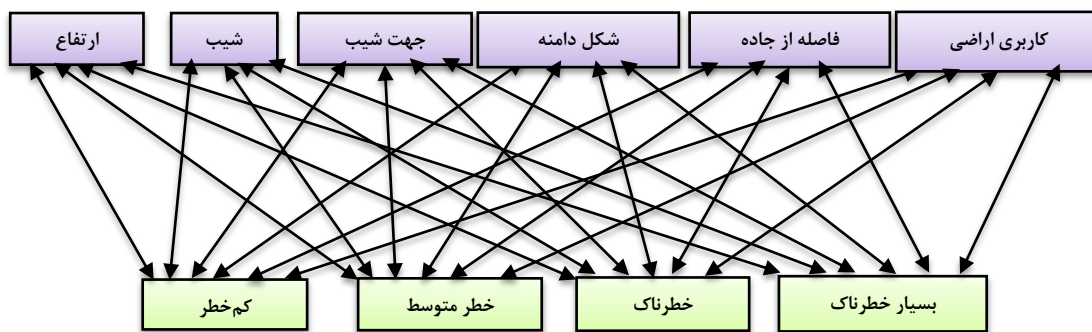 کاربری اراضی
فاصله از جاده
شکل دامنه
جهت شیب
شیب
ارتفاع
بسیار خطرناک
خطرناک
خطر متوسط
کم‌خطر